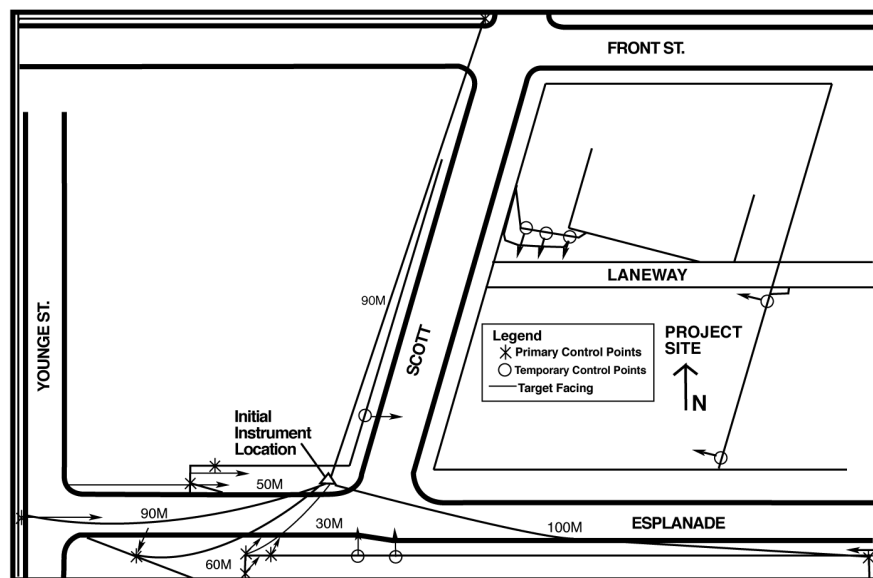 FRONT ST.
90M
LANEWAY
YOUNGE ST.
SCOTT
Legend
Primary Control Points
Temporary Control Points
Target Facing
PROJECT
SITE
N
Initial
Instrument
Location
50M
90M
30M
100M
ESPLANADE
60M